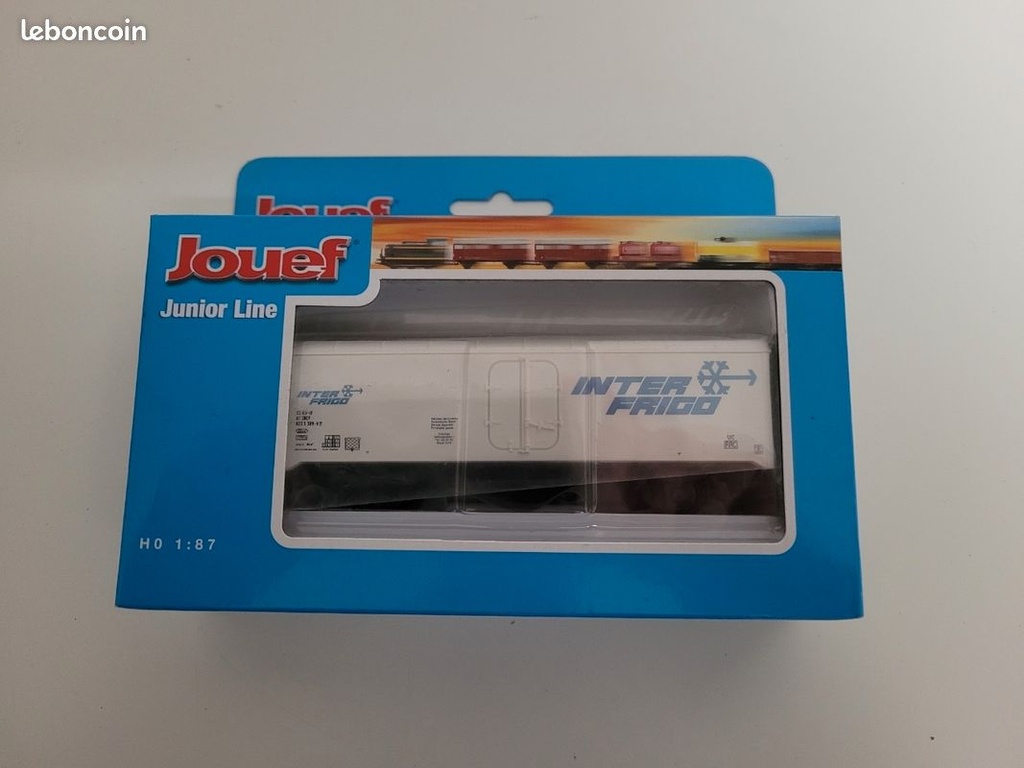 leboncoin
Jouef
Jouef
Junior Line
INTER
FRIGO
INTER
FRIGO
H0 1:87